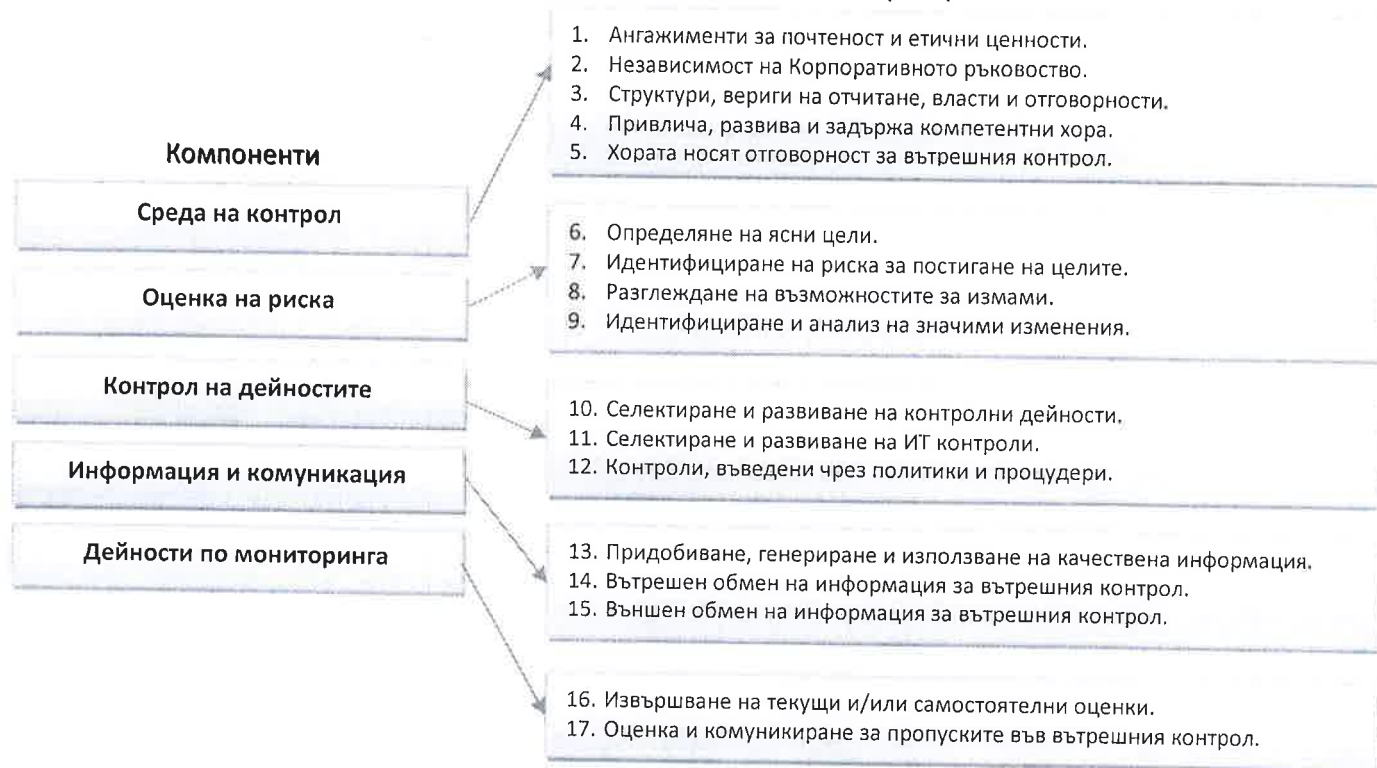 Компоненти
Среда на контрол
Оценка на риска
Контрол на дейностите
Информация и комуникация
Дейности по мониторинга
1. Ангажименти за почтеност и етични ценности.
2. Независимост на Корпоративното ръковоство.
3. Структури, вериги на отчитане, власти и отговорности.
4. Привлича, развива и задържа компетентни хора.
5. Хората носят отговорност за вътрешния контрол.
6. Определяне на ясни цели.
7. Идентифициране на риска за постигане на целите.
8. Разглеждане на възможностите за измами.
9. Идентифициране и анализ на значими изменения.
10. Селектиране и развиване на контролни дейности.
11. Селектиране и развиване на ИТ контроли.
12. Контроли, въведени чрез политики и процудери.
13. Придобиване, генериране и използване на качествена информация.
14. Вътрешен обмен на информация за вътрешния контрол.
15. Външен обмен на информация за вътрешния контрол.
16. Извършване на текущи и/или самостоятелни оценки.
17. Оценка и комуникиране за пропуските във вътрешния контрол.